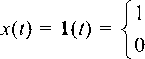 x(t) = 1(t) = { 1
0